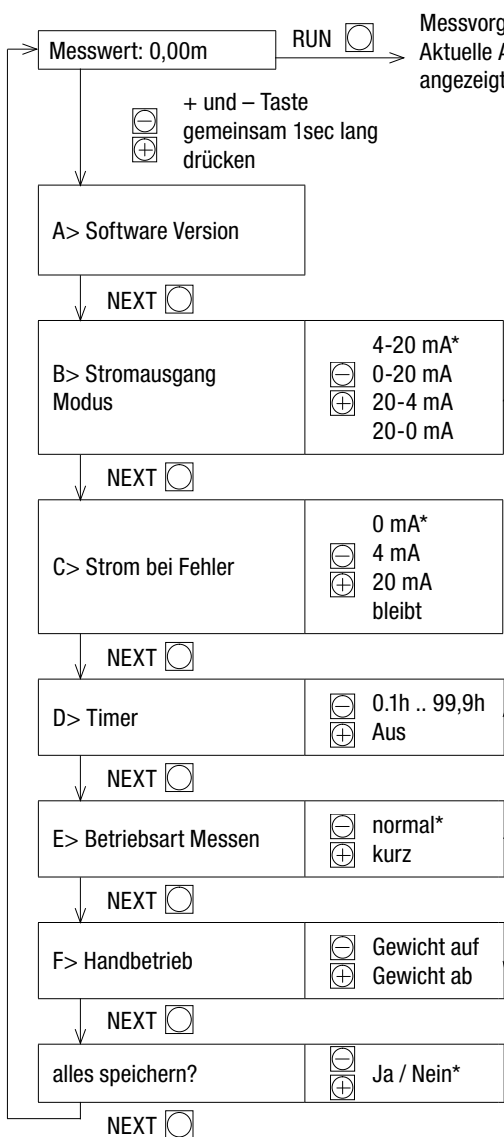 Messwert: 0,00m
RUN
Aktuelle
+ und – Taste
gemeinsam 1sec lang
drücken
A> Software Version
NEXT
B> Stromausgang
Modus
4-20 mA*
0-20 mA
20-4 mA
20-0 mA
NEXT
C> Strom bei Fehler
0 mA*
4 mA
20 mA
bleibt
NEXT
D> Timer
0.1h .. 99,9h
Aus
NEXT
E> Betriebsart Messen
normal*
kurz
NEXT
F> Handbetrieb
Gewicht auf
Gewicht ab
NEXT
alles speichern?
Ja / Nein*
NEXT